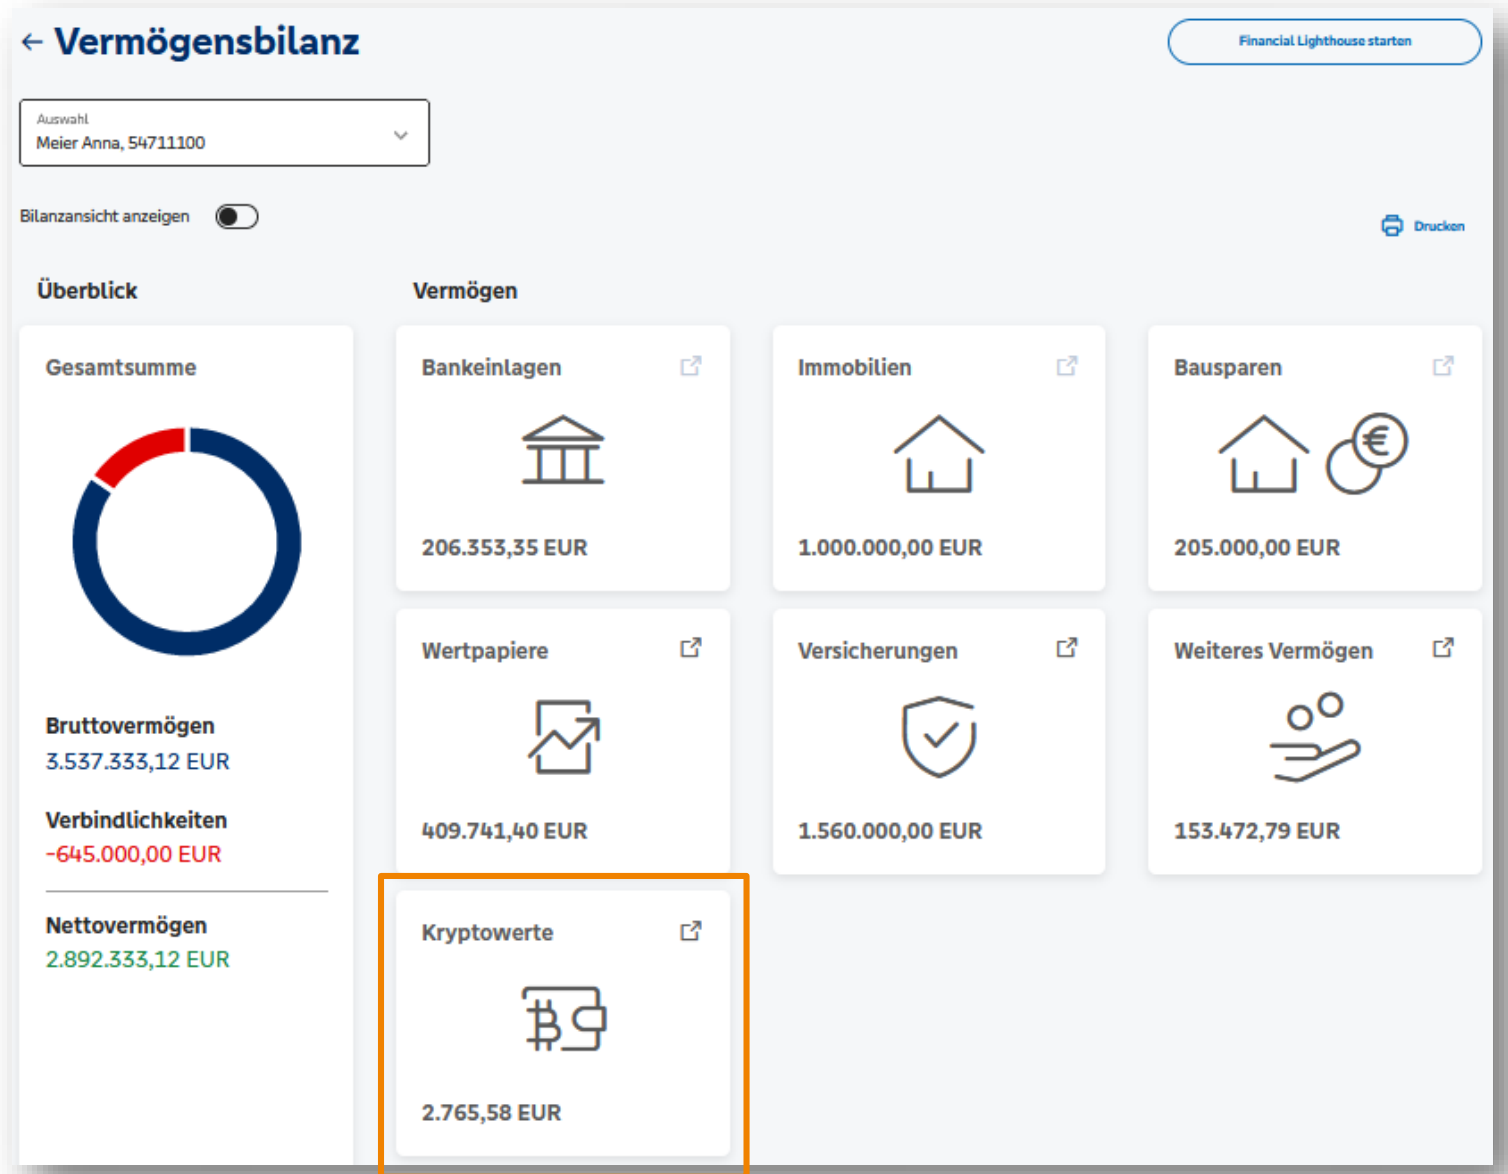 ← Vermögensbilanz
Financial Lighthouse starten
Auswahl
Meier Anna, 54711100
Bilanzansicht anzeigen
Drucken
Überblick
Vermögen
Gesamtsumme
Bruttovermögen
3.537.333,12 EUR
Verbindlichkeiten
-645.000,00 EUR
Nettovermögen
2.892.333,12 EUR
Bankeinlagen
206.353,35 EUR
Immobilien
1.000.000,00 EUR
Bausparen
€
205.000,00 EUR
Wertpapiere
409.741,40 EUR
Versicherungen
1.560.000,00 EUR
Weiteres Vermögen
153.472,79 EUR
Kryptowerte
2.765,58 EUR